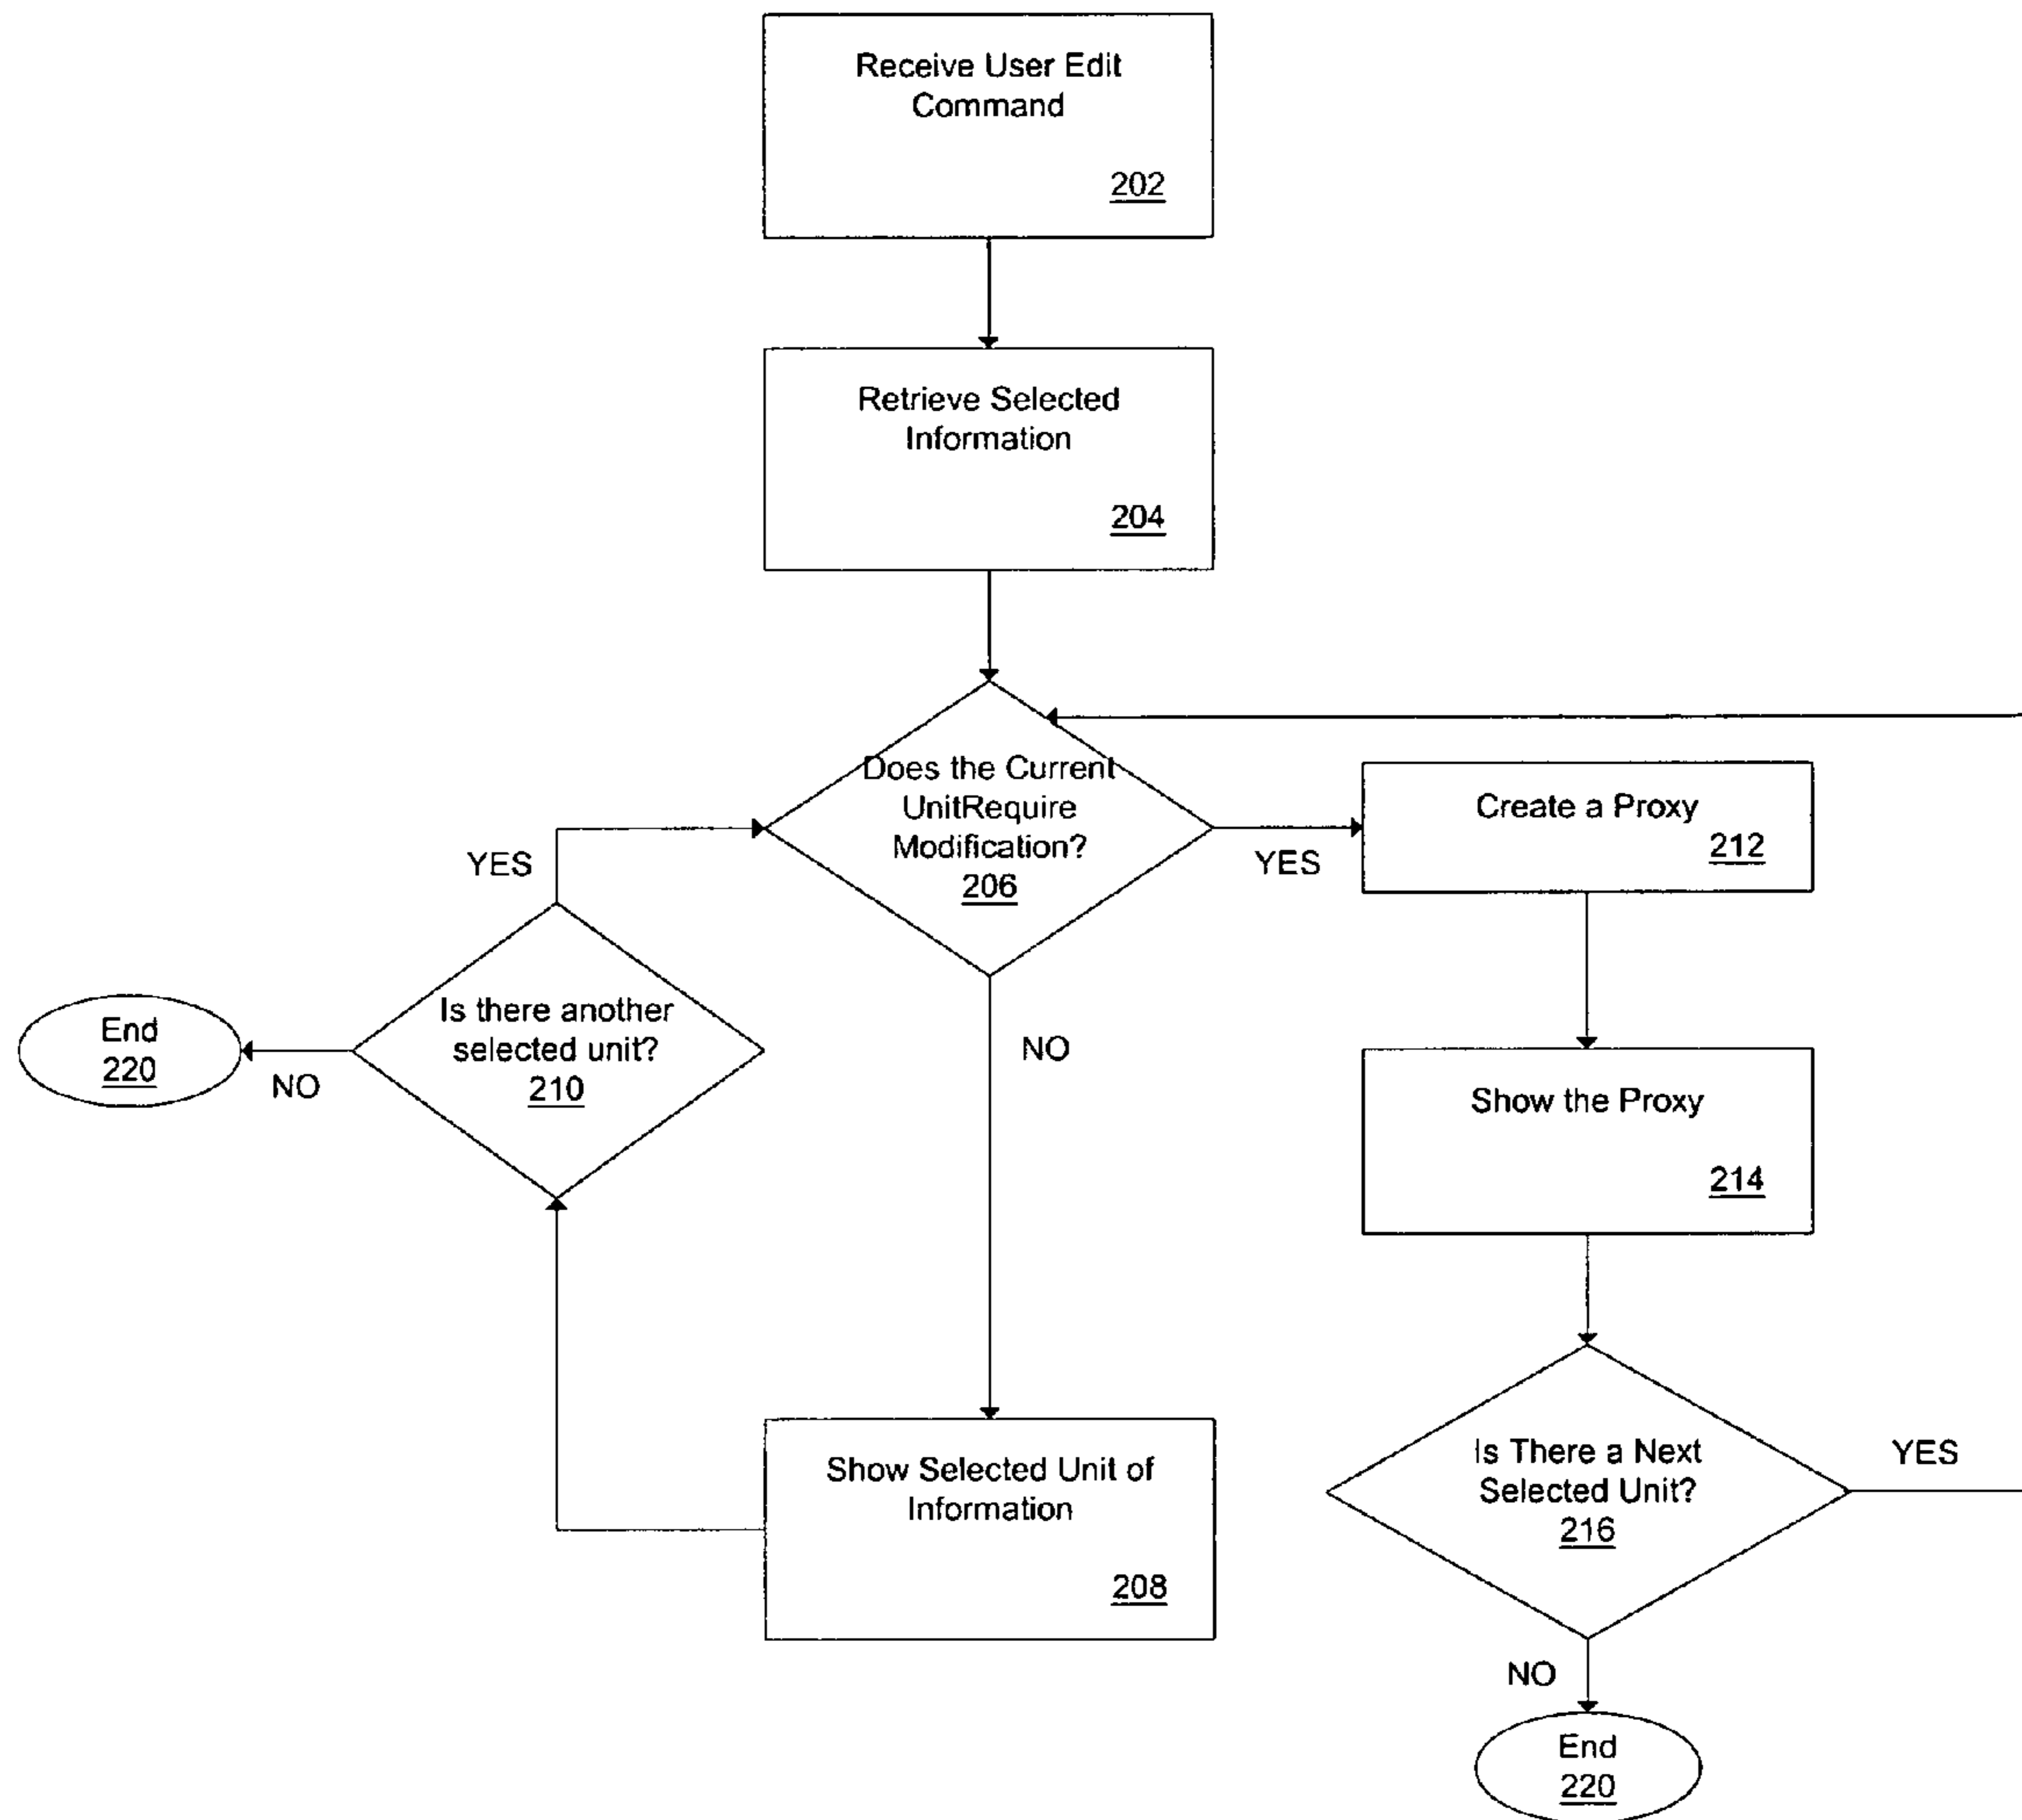 Receive User Edit
Command
202
Retrieve Selected
Information
204
Does the Current
UnitRequire
Modification?
206
YES
Create a Proxy
212
YES
Is there another
selected unit?
210
NO
End
220
NO
Show the Proxy
214
Show Selected Unit of
Information
208
Is There a Next
Selected Unit?
216
YES
NO
End
220